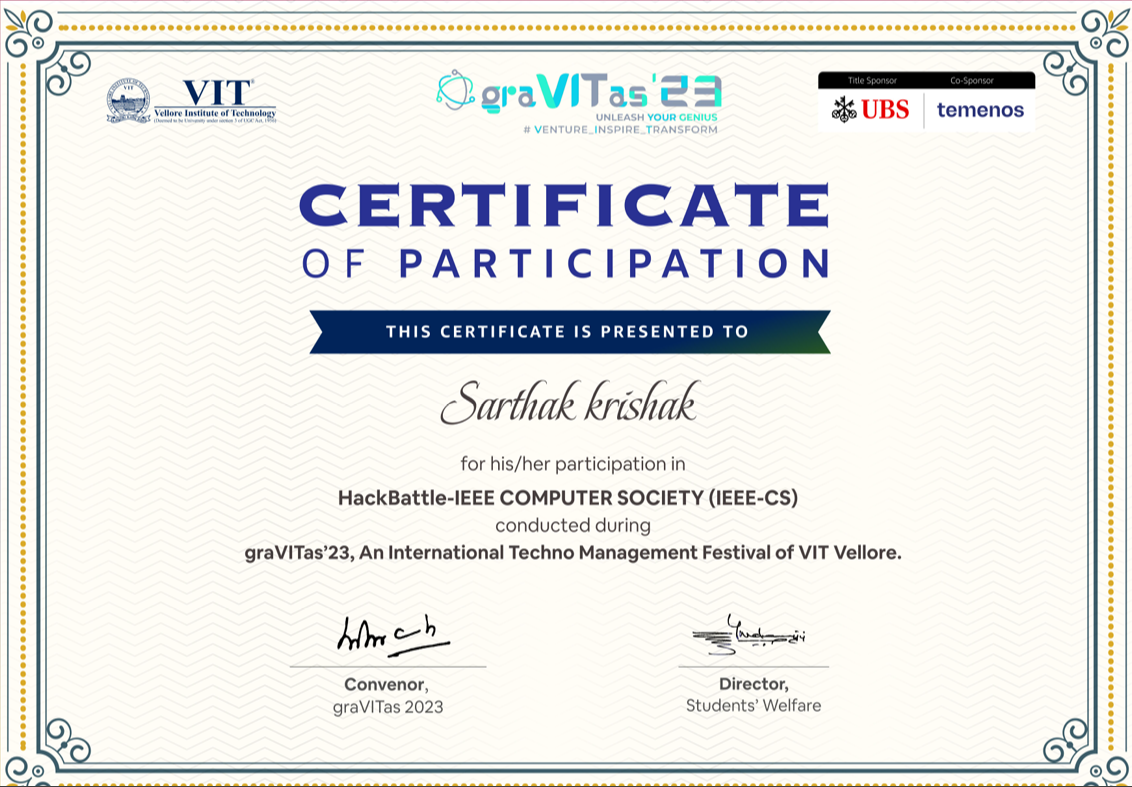 VIT®
Vellore Institute of Technology
(Deemed to be University under section 3 of UGC Act, 1956)
graVITas'23
UNLEASH YOUR GENIUS
# VENTURE_INSPIRE_TRANSFORM
Title Sponsor
Co-Sponsor
UBS
temenos
CERTIFICATE
OF PARTICIPATION
THIS CERTIFICATE IS PRESENTED TO
Sarthak krishak
for his/her participation in
HackBattle-IEEE COMPUTER SOCIETY (IEEE-CS)
conducted during
graVITas’23, An International Techno Management Festival of VIT Vellore.
Convenor,
graVITas 2023
Director,
Students’ Welfare